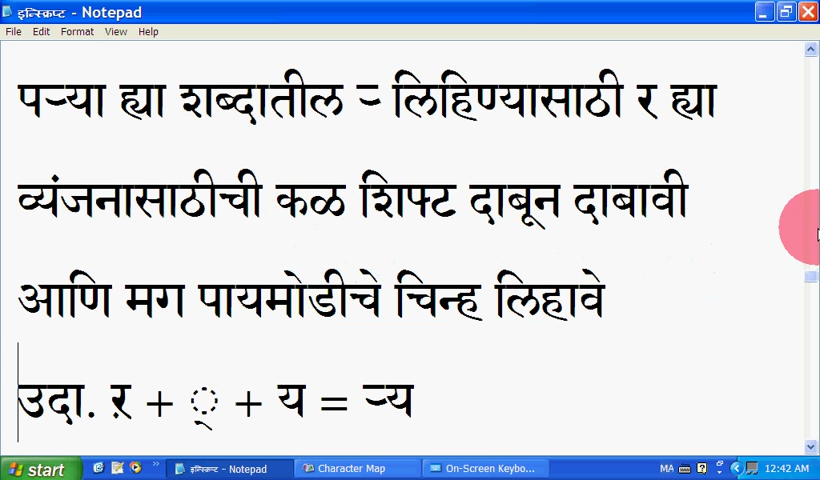 इन्स्क्रिप्ट - Notepad
File Edit Format View Help
पऱ्या ह्या शब्दातील ऱ्‍ लिहिण्यासाठी र ह्या
व्यंजनासाठीची कळ शिफ्ट दाबून दाबावी
आणि मग पायमोडीचे चिन्ह लिहावे
उदा. ऱ + ् + य = ऱ्य
start इन्स्क्रिप्ट - Notepad Character Map On-Screen Keybo... MA 12:42 AM